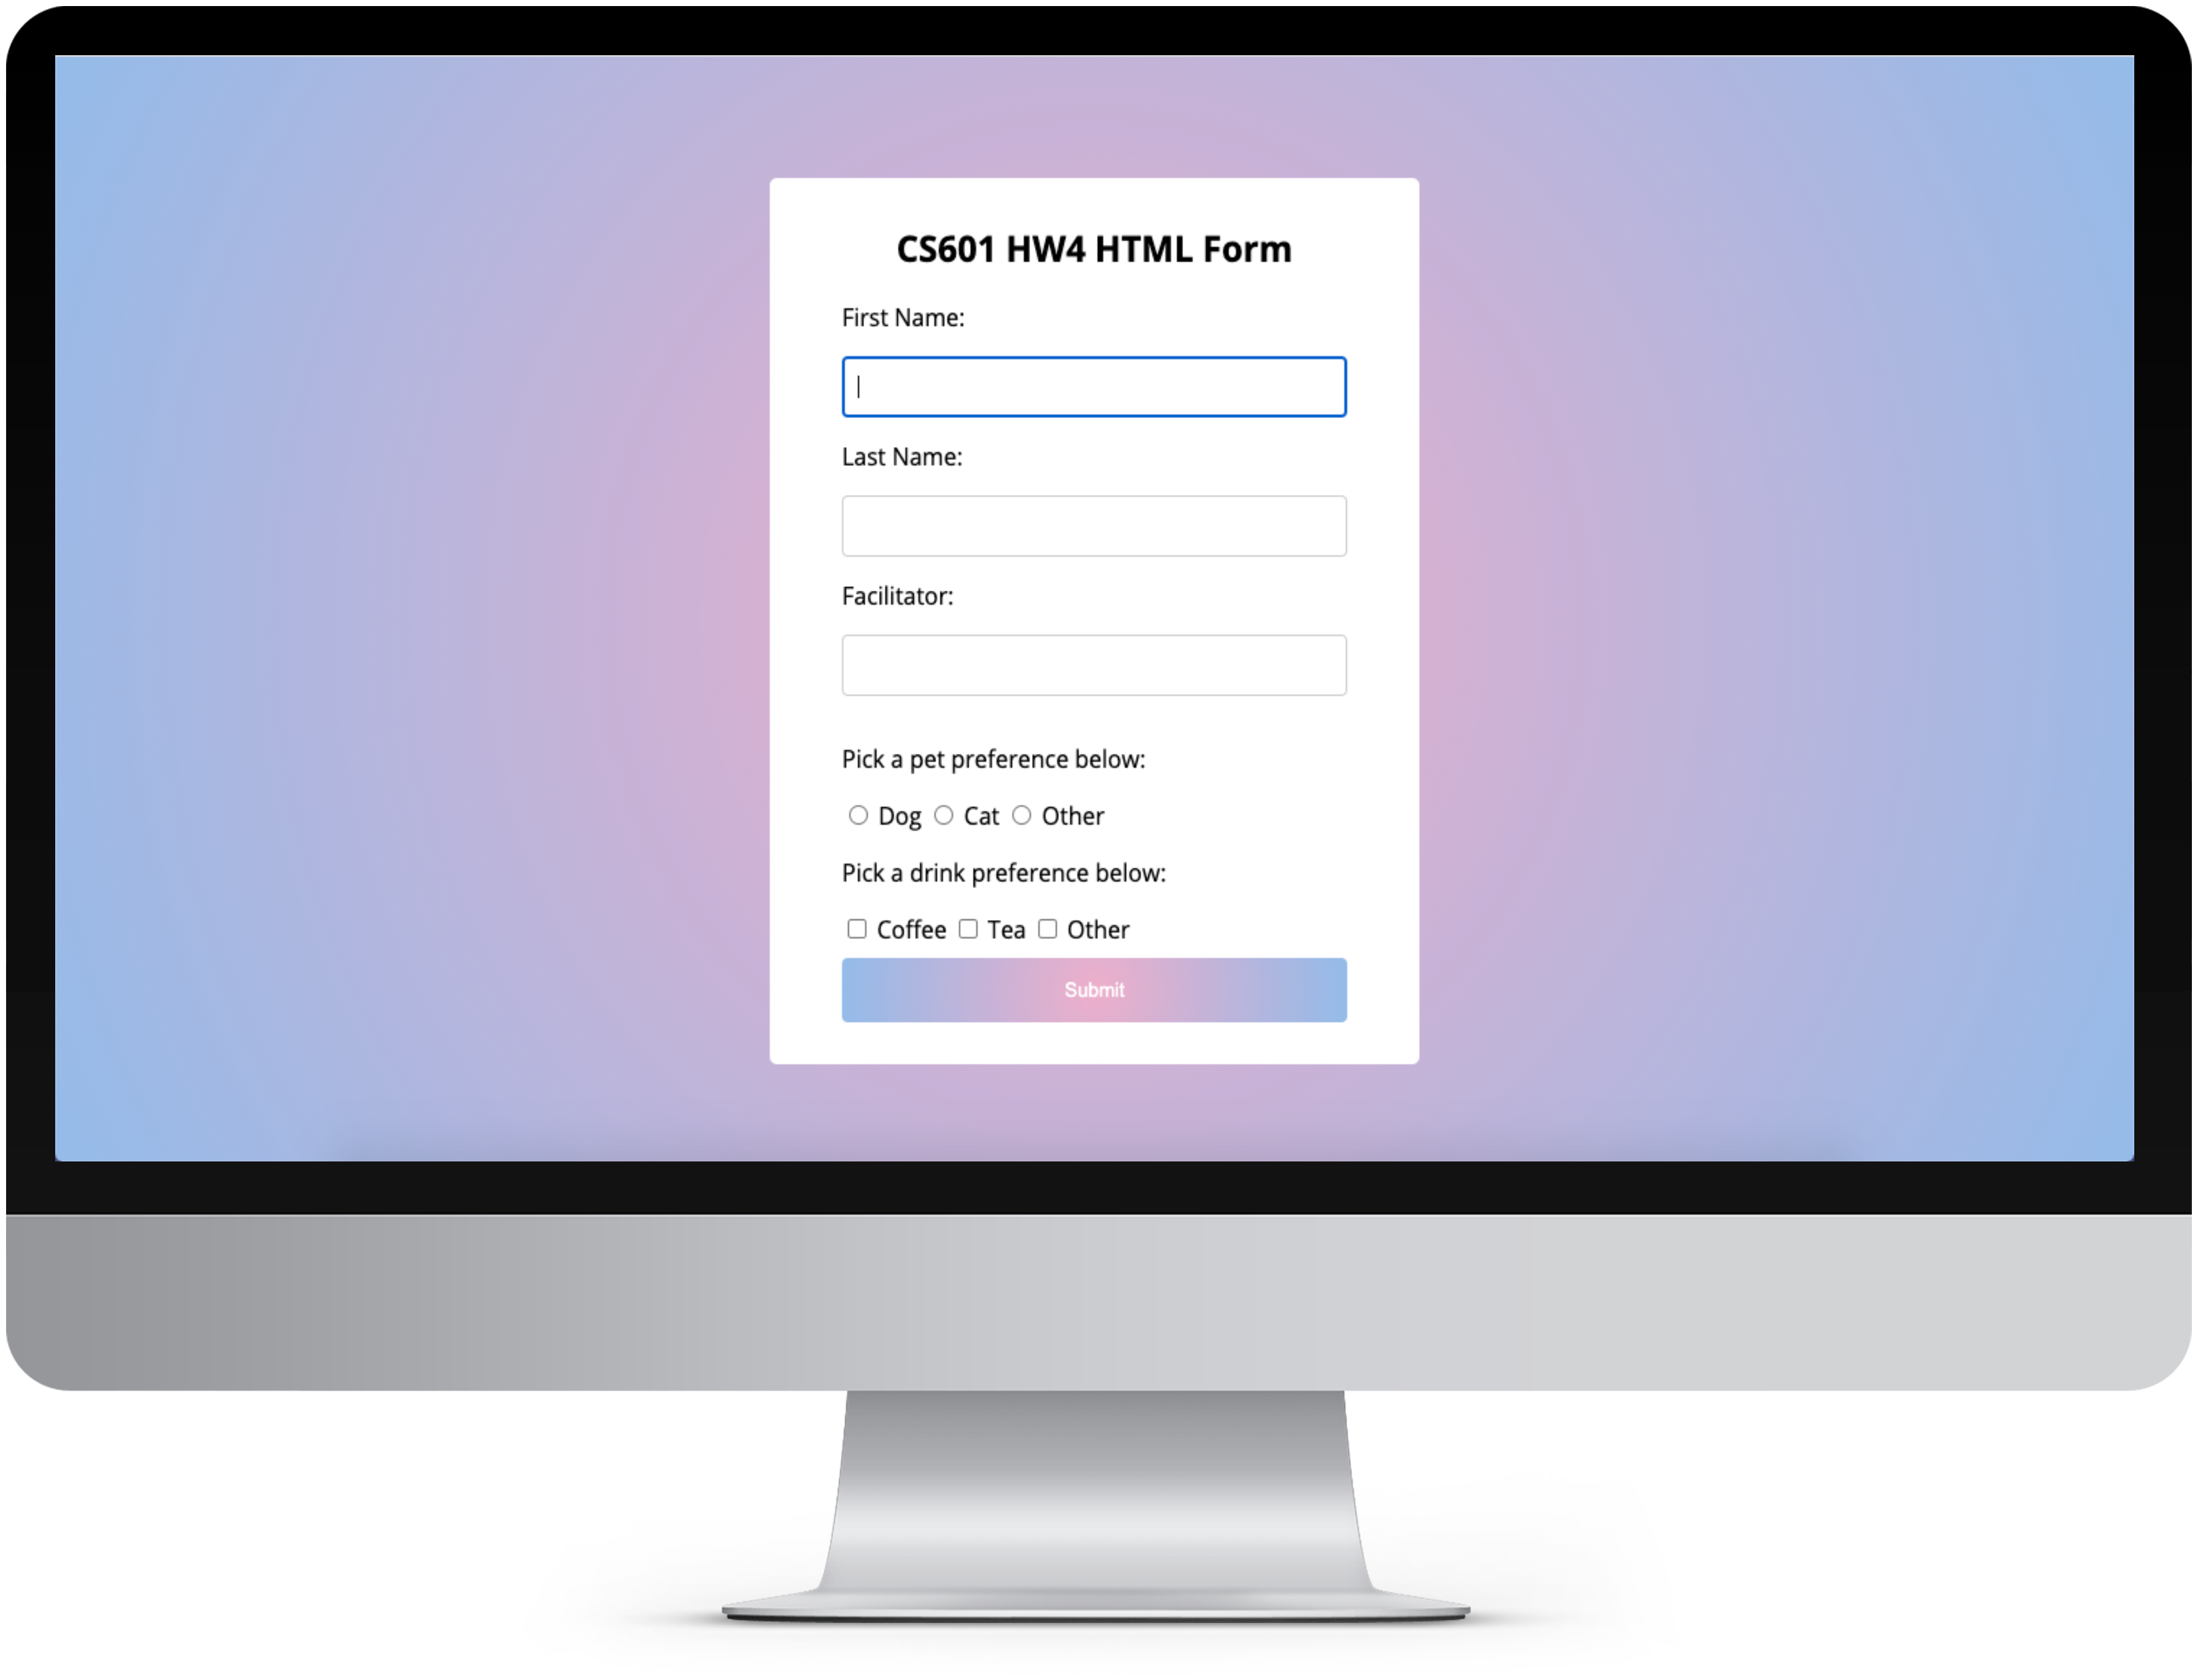 CS601 HW4 HTML Form
First Name:
Last Name:
Facilitator:
Pick a pet preference below:
Dog Cat Other
Pick a drink preference below:
Coffee Tea Other
Submit